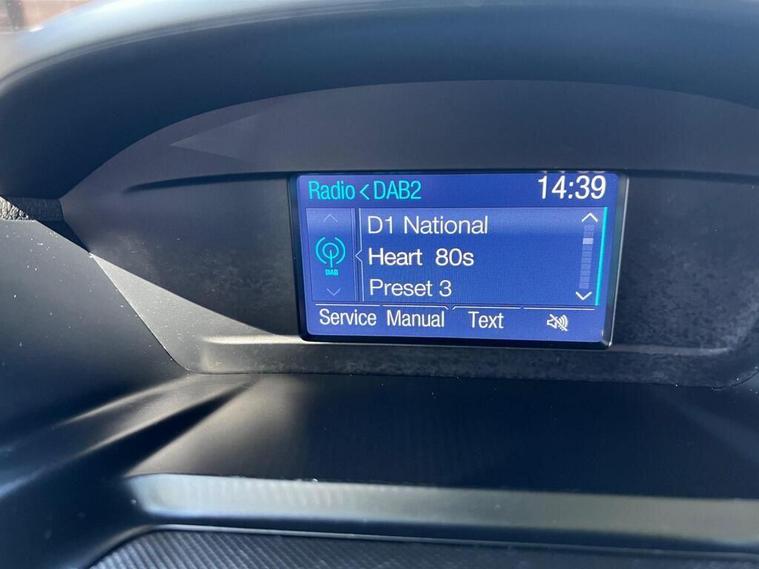 Radio < DAB2 14:39
D1 National
DAB
Heart 80s
Preset 3
Service Manual Text